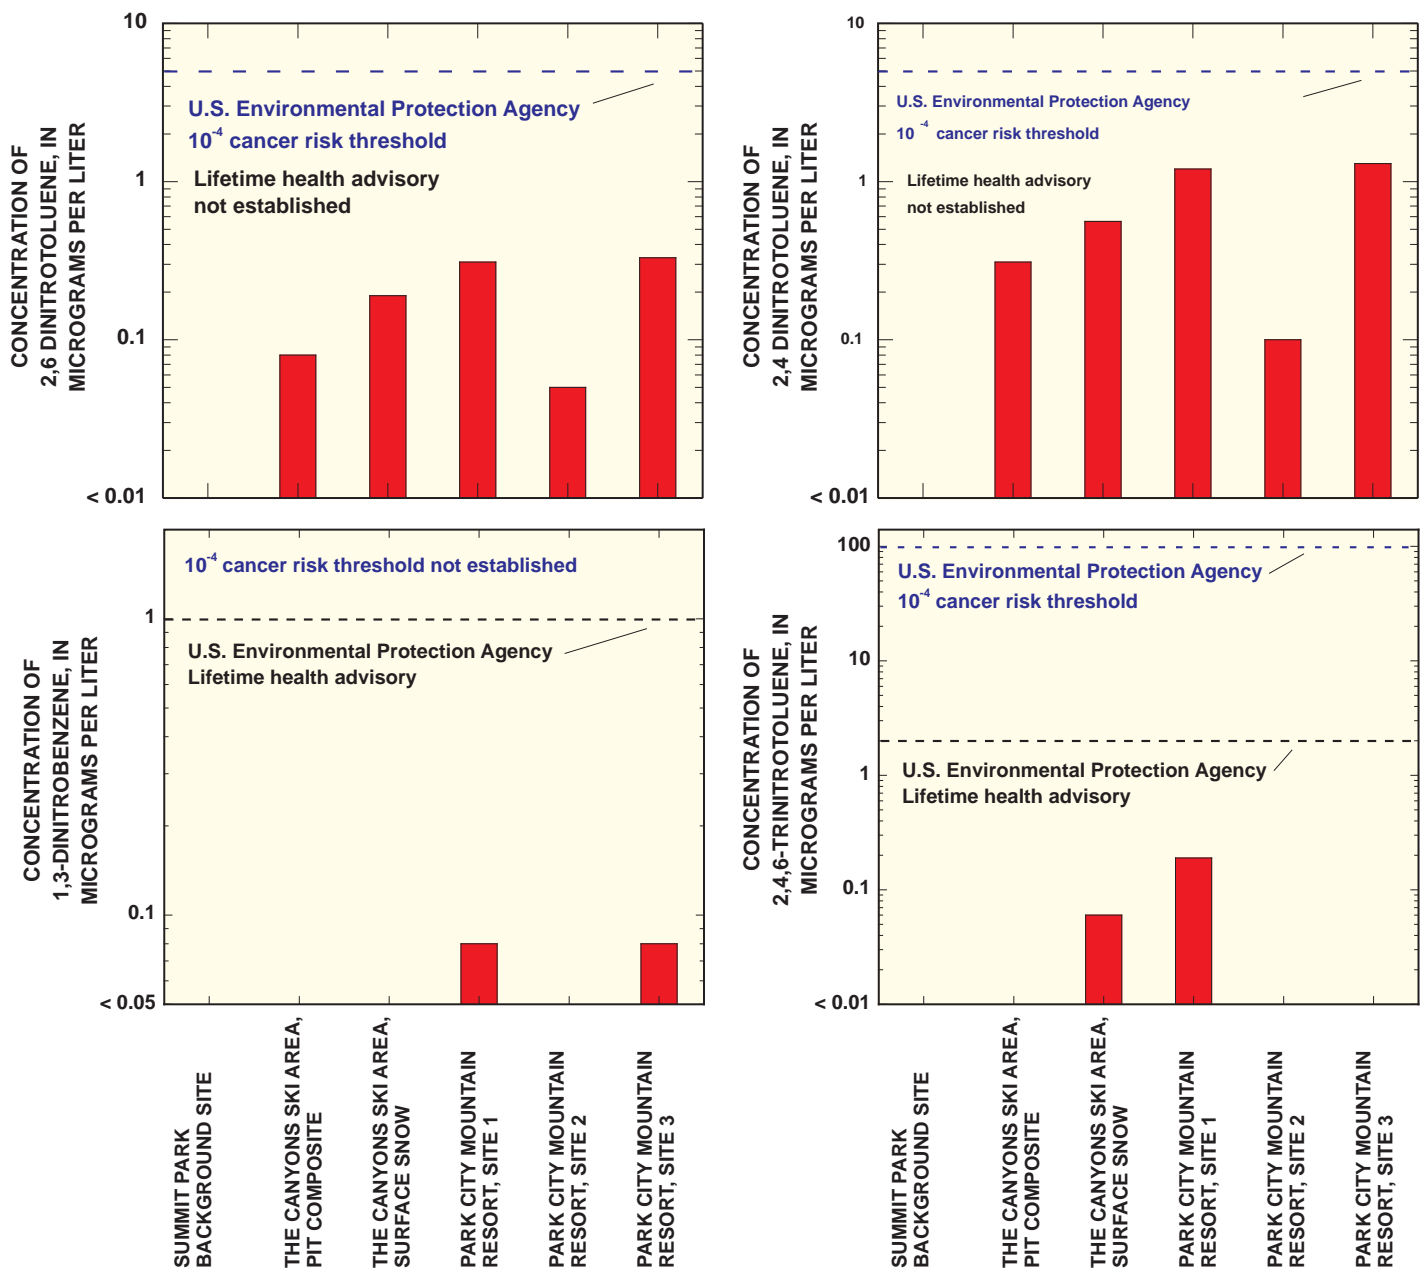 CONCENTRATION OF
2,6 DINITROTOLUENE, IN
MICROGRAMS PER LITER
10
1
0.1
< 0.01
U.S. Environmental Protection Agency
10-4 cancer risk threshold
Lifetime health advisory
not established
CONCENTRATION OF
2,4 DINITROTOLUENE, IN
MICROGRAMS PER LITER
10
1
0.1
< 0.01
U.S. Environmental Protection Agency
10 -4 cancer risk threshold
Lifetime health advisory
not established
CONCENTRATION OF
1,3-DINITROBENZENE, IN
MICROGRAMS PER LITER
1
0.1
< 0.05
10-4 cancer risk threshold not established
U.S. Environmental Protection Agency
Lifetime health advisory
CONCENTRATION OF
2,4,6-TRINITROTOLUENE, IN
MICROGRAMS PER LITER
100
10
1
0.1
< 0.01
U.S. Environmental Protection Agency
10-4 cancer risk threshold
U.S. Environmental Protection Agency
Lifetime health advisory
SUMMIT PARK
BACKGROUND SITE
THE CANYONS SKI AREA,
PIT COMPOSITE
THE CANYONS SKI AREA,
SURFACE SNOW
PARK CITY MOUNTAIN
RESORT, SITE 1
PARK CITY MOUNTAIN
RESORT, SITE 2
PARK CITY MOUNTAIN
RESORT, SITE 3
SUMMIT PARK
BACKGROUND SITE
THE CANYONS SKI AREA,
PIT COMPOSITE
THE CANYONS SKI AREA,
SURFACE SNOW
PARK CITY MOUNTAIN
RESORT, SITE 1
PARK CITY MOUNTAIN
RESORT, SITE 2
PARK CITY MOUNTAIN
RESORT, SITE 3